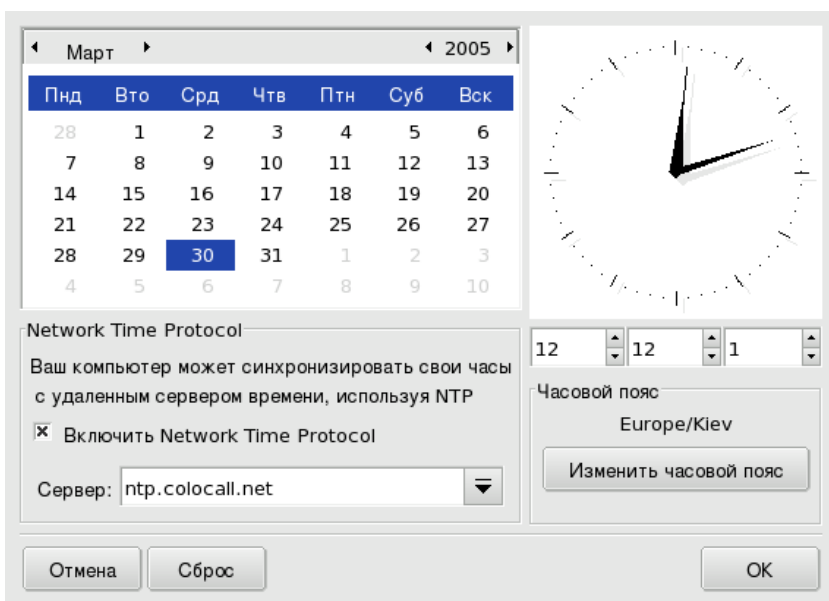 Март 2005
Пнд Вто Срд Чтв Птн Суб Вск
28 1 2 3 4 5 6
7 8 9 10 11 12 13
14 15 16 17 18 19 20
21 22 23 24 25 26 27
28 29 30 31 1 2 3
4 5 6 7 8 9 10
Network Time Protocol
Ваш компьютер может синхронизировать свои часы
с удаленным сервером времени, используя NTP
Включить Network Time Protocol
Сервер: ntp.colocall.net
12 12 1
Часовой пояс
Europe/Kiev
Изменить часовой пояс
Отмена Сброс OK